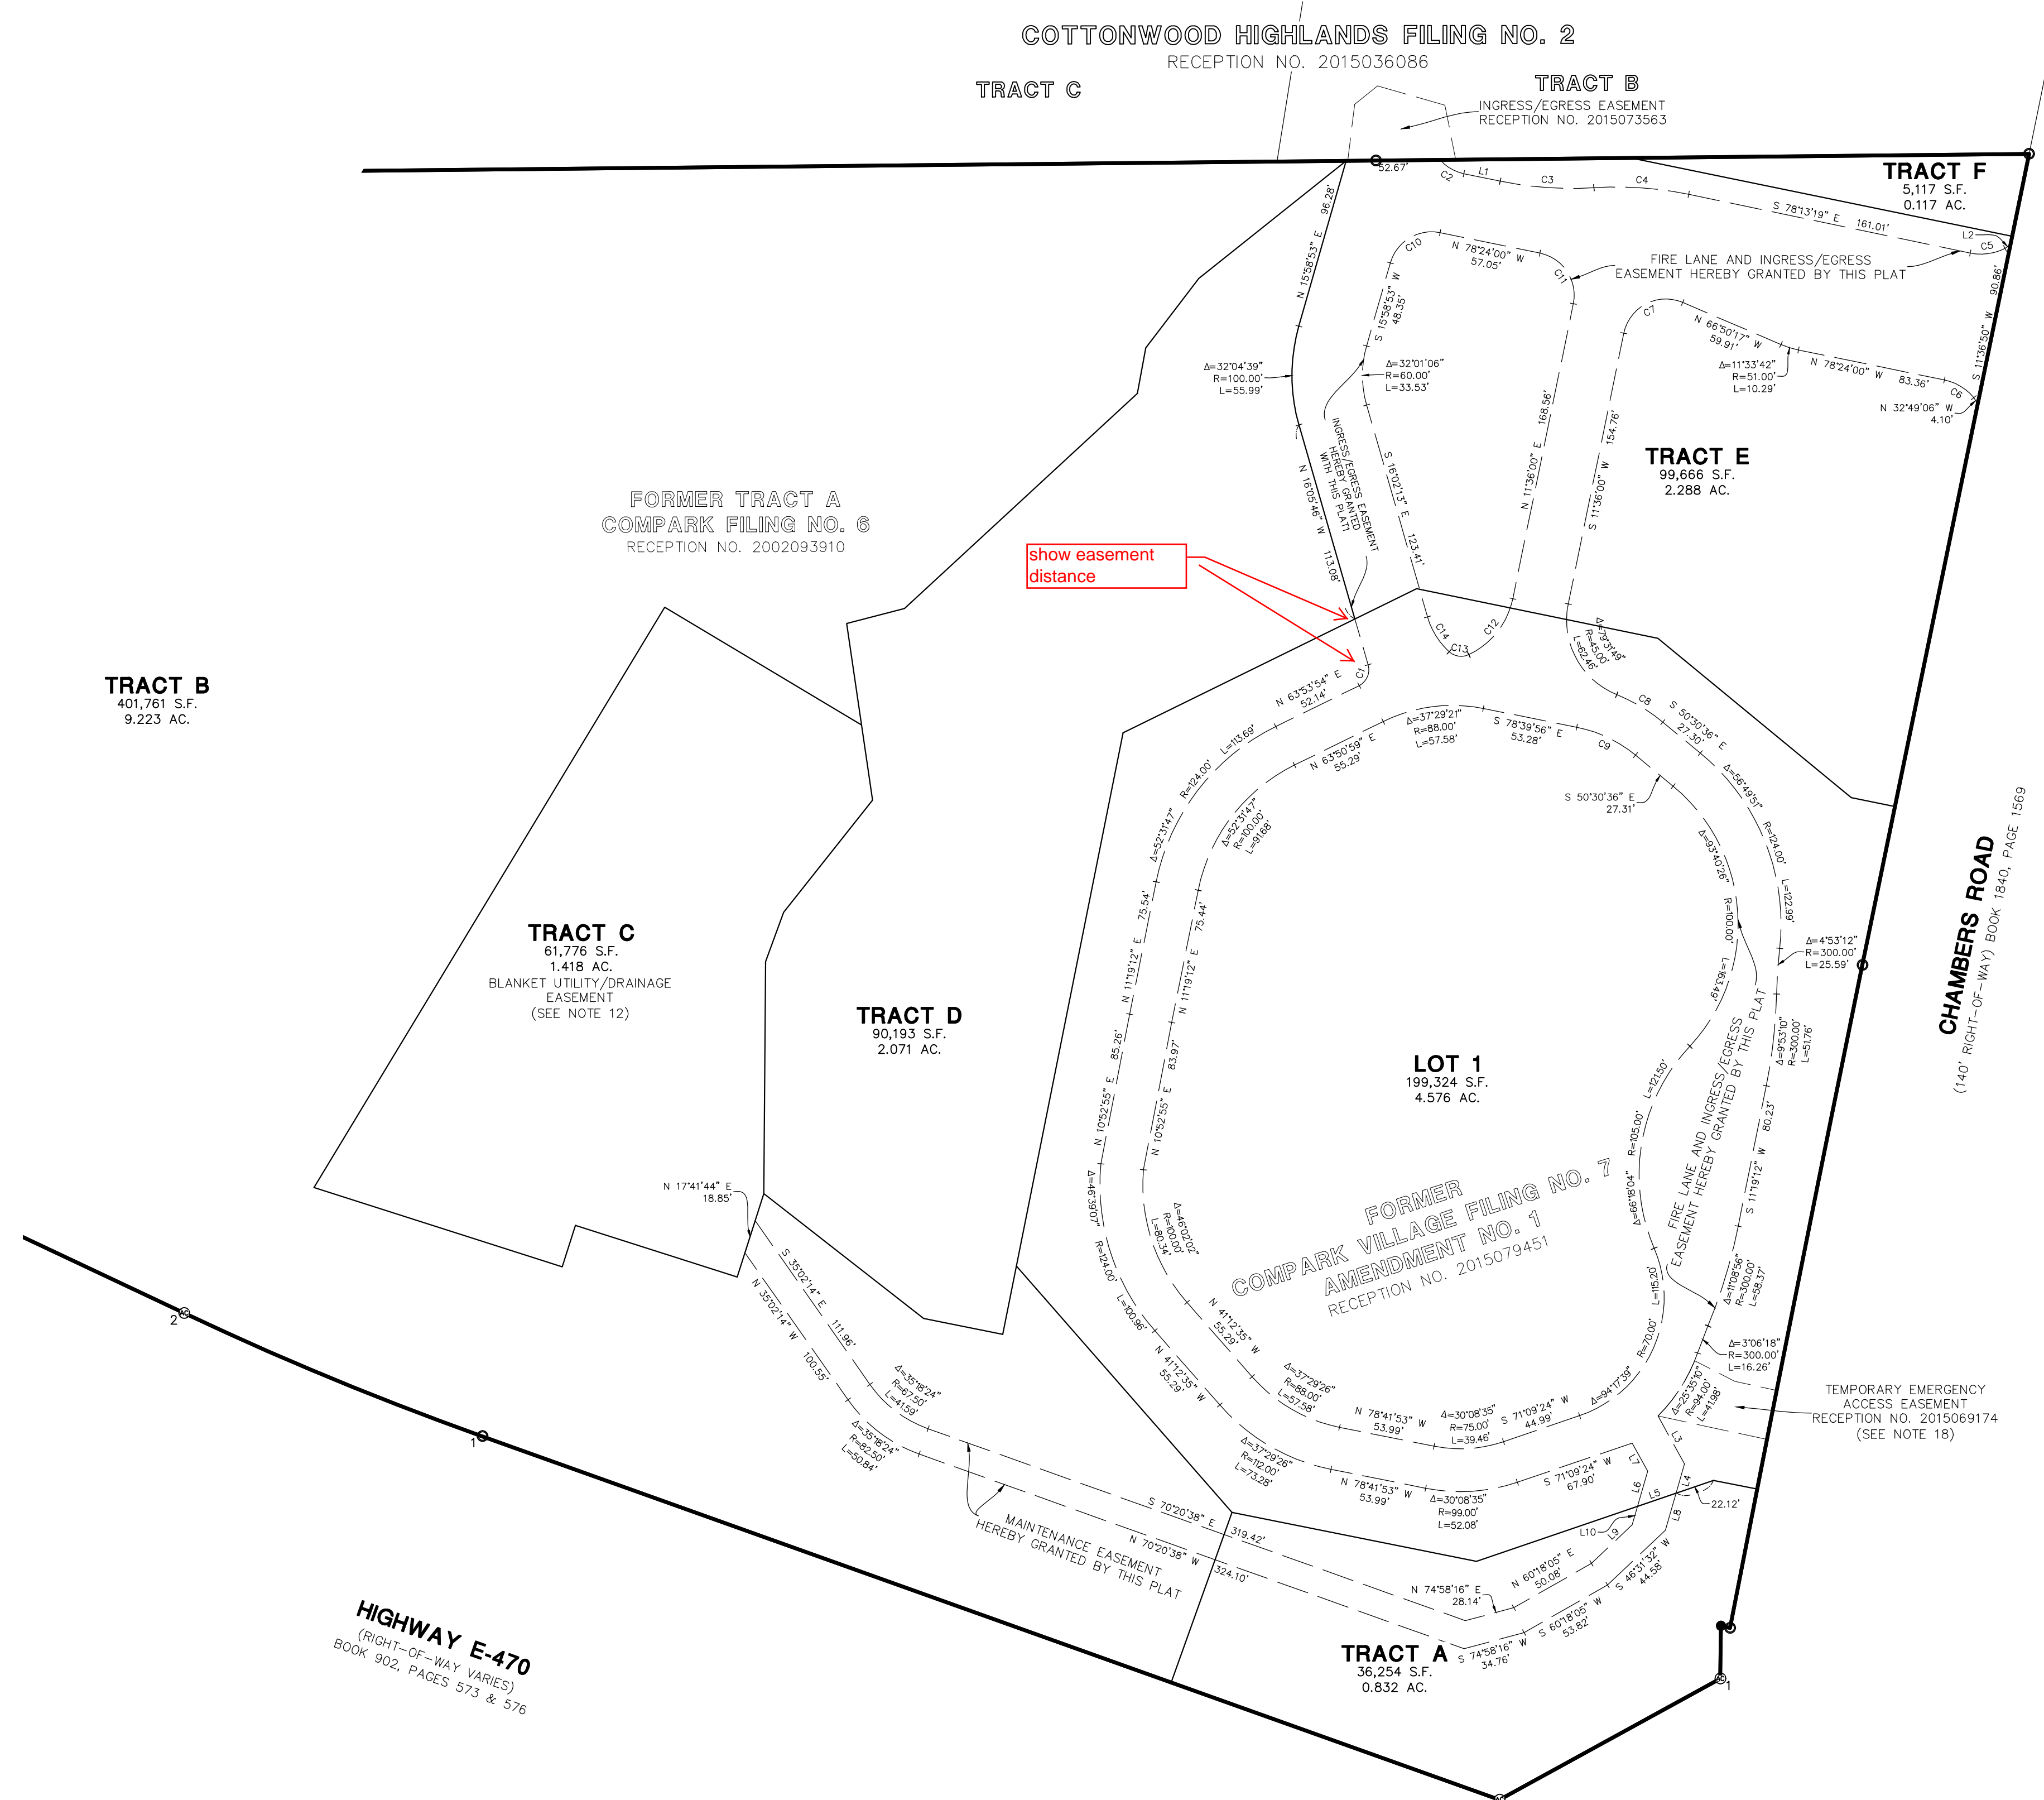 COTTONWOOD HIGHLANDS FILING NO. 2
RECEPTION NO. 2015036086
TRACT C
TRACT B
INGRESS/EGRESS EASEMENT
RECEPTION NO. 2015073563
52.67'
C2
L1
C3
C4
TRACT F
5,117 S.F.
0.117 AC.
S 78°13'19" E 161.01'
L2
C5
FIRE LANE AND INGRESS/EGRESS
EASEMENT HEREBY GRANTED BY THIS PLAT
N 15°58'53" E 96.28'
C10
N 78°24'00" W
57.05'
C11
S 15°58'53" W
48.35'
S 11°36'50" W 90.86'
C7
N 66°50'17" W
59.91'
Δ=11°33'42"
R=51.00'
L=10.29'
N 78°24'00" W 83.36'
C6
N 32°49'06" W
4.10'
Δ=32°04'39"
R=100.00'
L=55.99'
Δ=32°01'06"
R=60.00'
L=33.53'
INGRESS/EGRESS EASEMENT
HEREBY GRANTED
WITH THIS PLAT1
N 16°05'46" W 113.08'
S 16°02'13" E 123.41'
N 11°36'00" E 168.56'
S 11°36'00" W 154.76'
TRACT E
99,666 S.F.
2.288 AC.
FORMER TRACT A
COMPARK FILING NO. 6
RECEPTION NO. 2002093910
show easement
distance
C14
C13
C12
Δ=79°31'49"
R=45.00'
L=62.46'
C1
N 63°53'54" E
52.14'
C8
S 50°30'36" E
27.30'
TRACT B
401,761 S.F.
9.223 AC.
Δ=52°31'47" R=124.00' L=113.69'
N 63°50'59" E
55.29'
Δ=37°29'21"
R=88.00'
L=57.58'
S 78°39'56" E
53.28'
C9
S 50°30'36" E
27.31'
Δ=56°49'51" R=124.00' L=122.99'
Δ=52°31'47"
R=100.00'
L=91.68'
Δ=93°40'26" R=100.00' L=163.49'
CHAMBERS ROAD
(140' RIGHT-OF-WAY) BOOK 1840, PAGE 1569
TRACT C
61,776 S.F.
1.418 AC.
BLANKET UTILITY/DRAINAGE
EASEMENT
(SEE NOTE 12)
N 11°19'12" E 75.54'
N 11°19'12" E 75.44'
Δ=4°53'12"
R=300.00'
L=25.59'
TRACT D
90,193 S.F.
2.071 AC.
N 10°52'55" E 85.26'
N 10°52'55" E 83.97'
LOT 1
199,324 S.F.
4.576 AC.
Δ=9°53'10"
R=300.00'
L=51.76'
FIRE LANE AND INGRESS/EGRESS
EASEMENT HEREBY GRANTED BY THIS PLAT
Δ=66°18'04" R=105.00' L=121.50'
S 11°19'12" W 80.23'
N 17°41'44" E
18.85'
Δ=46°39'07" R=124.00' L=100.96'
Δ=46°02'02"
R=100.00'
L=80.34'
FORMER
COMPARK VILLAGE FILING NO. 7
AMENDMENT NO. 1
RECEPTION NO. 2015079451
S 35°02'14" E 111.96'
N 35°02'14" W 100.55'
N 41°12'35" W
55.29'
N 41°12'35" W
55.29'
Δ=94°17'39" R=70.00' L=115.20'
Δ=11°08'56"
R=300.00'
L=58.37'
Δ=3°06'18"
R=300.00'
L=16.26'
Δ=25°35'10"
R=94.00'
L=41.98'
TEMPORARY EMERGENCY
ACCESS EASEMENT
RECEPTION NO. 2015069174
(SEE NOTE 18)
Δ=35°18'24"
R=67.50'
L=41.59'
Δ=35°18'24"
R=82.50'
L=50.84'
Δ=37°29'26"
R=88.00'
L=57.58'
N 78°41'53" W
53.99'
Δ=30°08'35"
R=75.00'
L=39.46'
S 71°09'24" W
44.99'
Δ=37°29'26"
R=112.00'
L=73.28'
N 78°41'53" W
53.99'
Δ=30°08'35"
R=99.00'
L=52.08'
S 71°09'24" W
67.90'
L3
L7
L6
L4
L5
L8
22.12'
L10
L9
2
1
MAINTENANCE EASEMENT
HEREBY GRANTED BY THIS PLAT
S 70°20'38" E 319.42'
N 70°20'38" W 324.10'
N 74°58'16" E
28.14'
N 60°18'05" E
50.08'
S 46°31'32" W
44.58'
S 60°18'05" W
53.82'
S 74°58'16" W
34.76'
TRACT A
36,254 S.F.
0.832 AC.
1
HIGHWAY E-470
(RIGHT-OF-WAY VARIES)
BOOK 902, PAGES 573 & 576